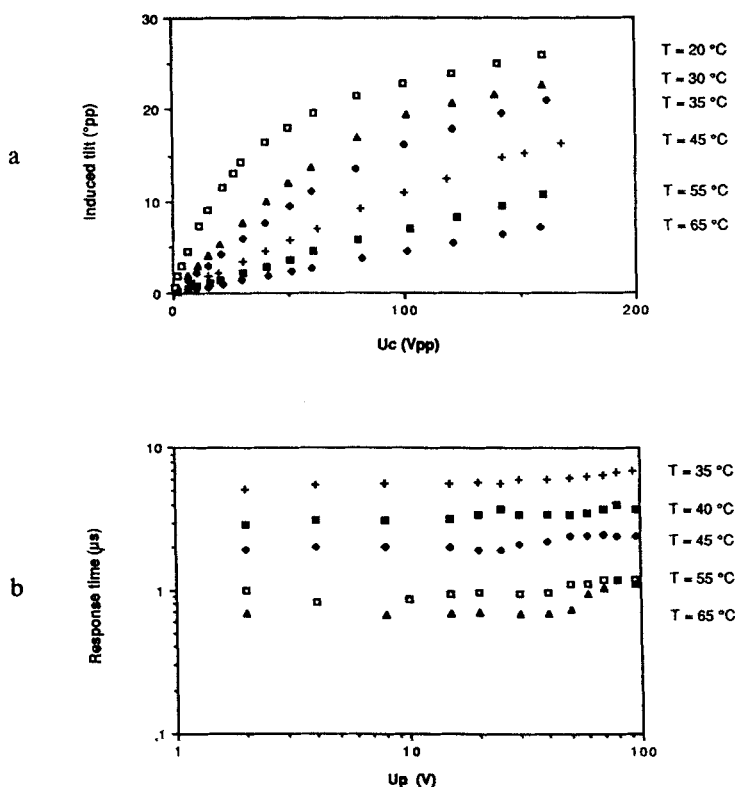 a
30
20
10
0
Induced tilt (°pp)
0
100
200
Uc (Vpp)
T = 20 °C
T = 30 °C
T = 35 °C
T = 45 °C
T = 55 °C
T = 65 °C
b
10
1
.1
Response time (µs)
1
10
100
Up (V)
T = 35 °C
T = 40 °C
T = 45 °C
T = 55 °C
T = 65 °C